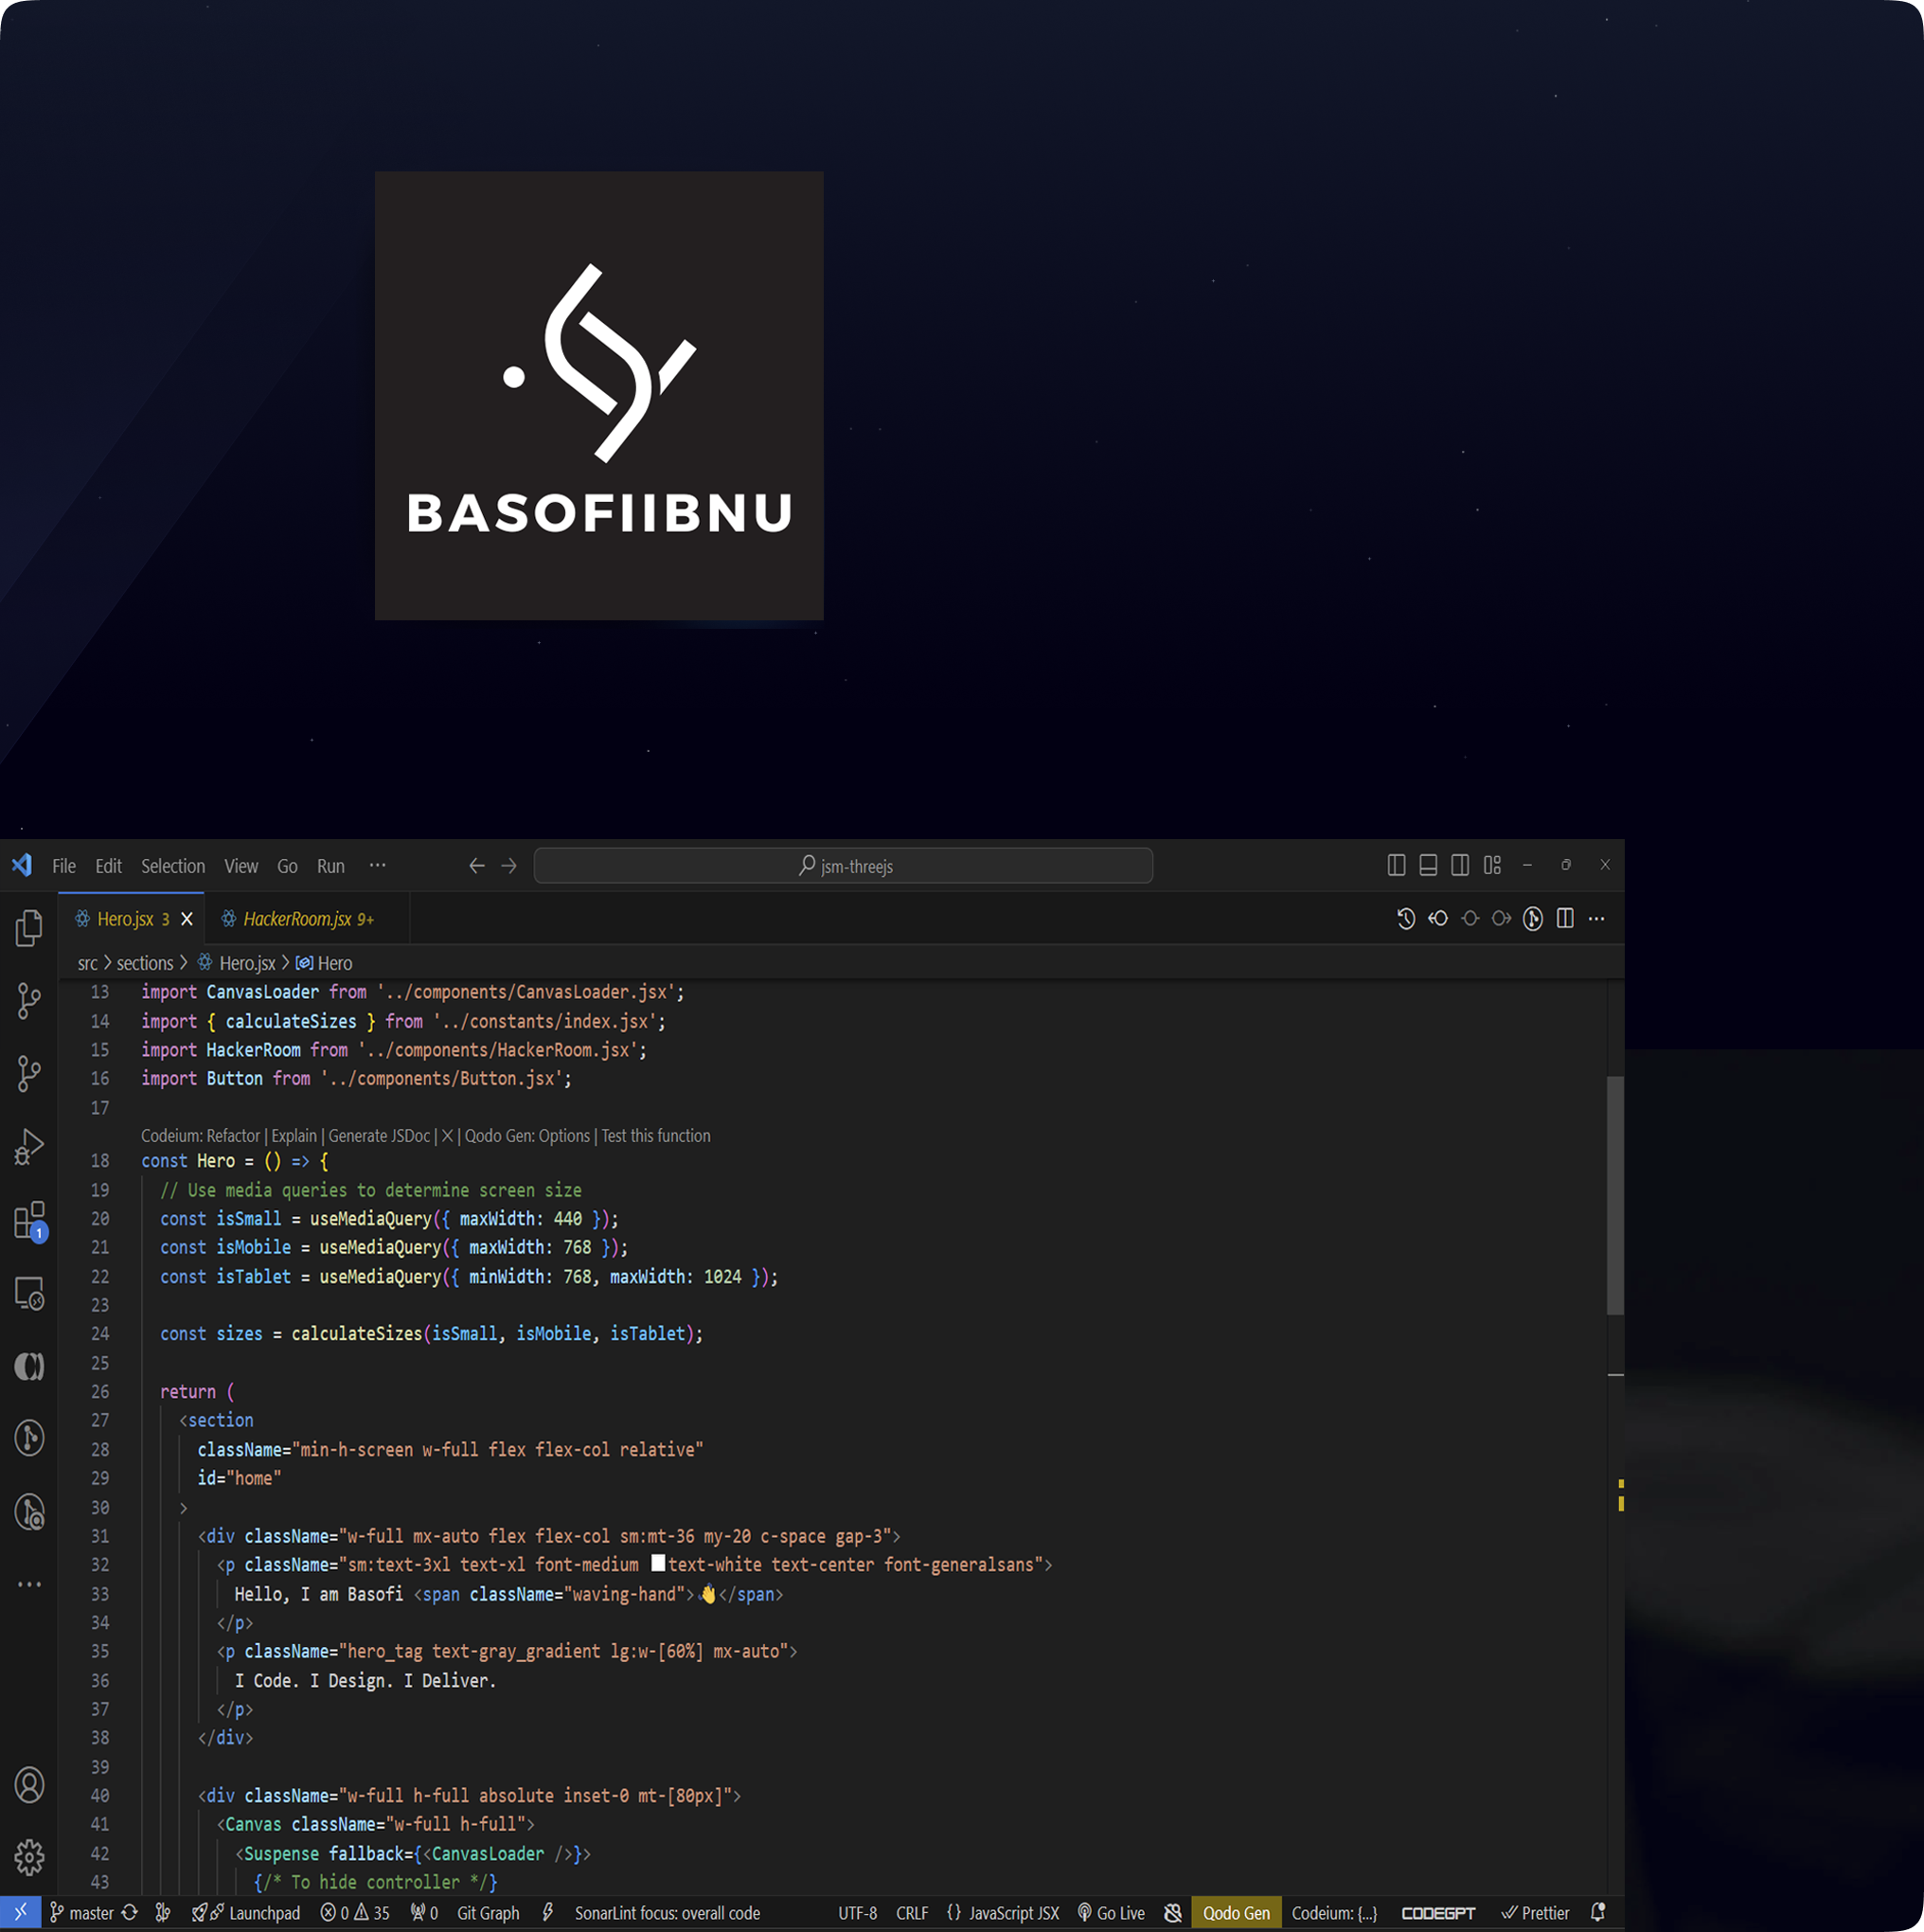 BASOFIIBNU
File Edit Selection View Go Run ··· jsm-threejs
Hero.jsx 3 HackerRoom.jsx 9+
src > sections > Hero.jsx > Hero
13 import CanvasLoader from '../components/CanvasLoader.jsx';
14 import { calculateSizes } from '../constants/index.jsx';
15 import HackerRoom from '../components/HackerRoom.jsx';
16 import Button from '../components/Button.jsx';
17
Codeium: Refactor | Explain | Generate JSDoc | X | Qodo Gen: Options | Test this function
18 const Hero = () => {
19 // Use media queries to determine screen size
20 const isSmall = useMediaQuery({ maxWidth: 440 });
21 const isMobile = useMediaQuery({ maxWidth: 768 });
22 const isTablet = useMediaQuery({ minWidth: 768, maxWidth: 1024 });
23
24 const sizes = calculateSizes(isSmall, isMobile, isTablet);
25
26 return (
27 <section
28 className="min-h-screen w-full flex flex-col relative"
29 id="home"
30 >
31 <div className="w-full mx-auto flex flex-col sm:mt-36 my-20 c-space gap-3">
32 <p className="sm:text-3xl text-xl font-medium text-white text-center font-generalsans">
33 Hello, I am Basofi <span className="waving-hand">👋</span>
34 </p>
35 <p className="hero_tag text-gray_gradient lg:w-[60%] mx-auto">
36 I Code. I Design. I Deliver.
37 </p>
38 </div>
39
40 <div className="w-full h-full absolute inset-0 mt-[80px]">
41 <Canvas className="w-full h-full">
42 <Suspense fallback={<CanvasLoader />}>
43 {/* To hide controller */}
1
master Launchpad 0 35 0 Git Graph SonarLint focus: overall code UTF-8 CRLF {} JavaScript JSX Go Live Qodo Gen Codeium: {...} CODEGPT Prettier